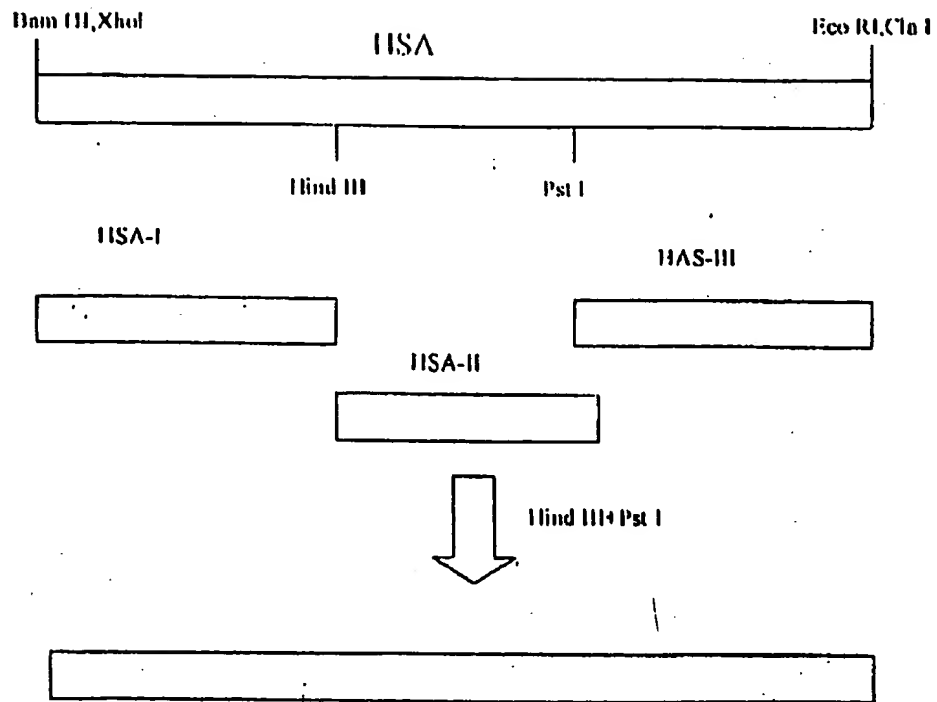 Bam HI,XhoI
Eco RI,Cla I
HSA
Hind III
Pst I
HSA-I
HAS-III
HSA-II
Hind III+Pst I